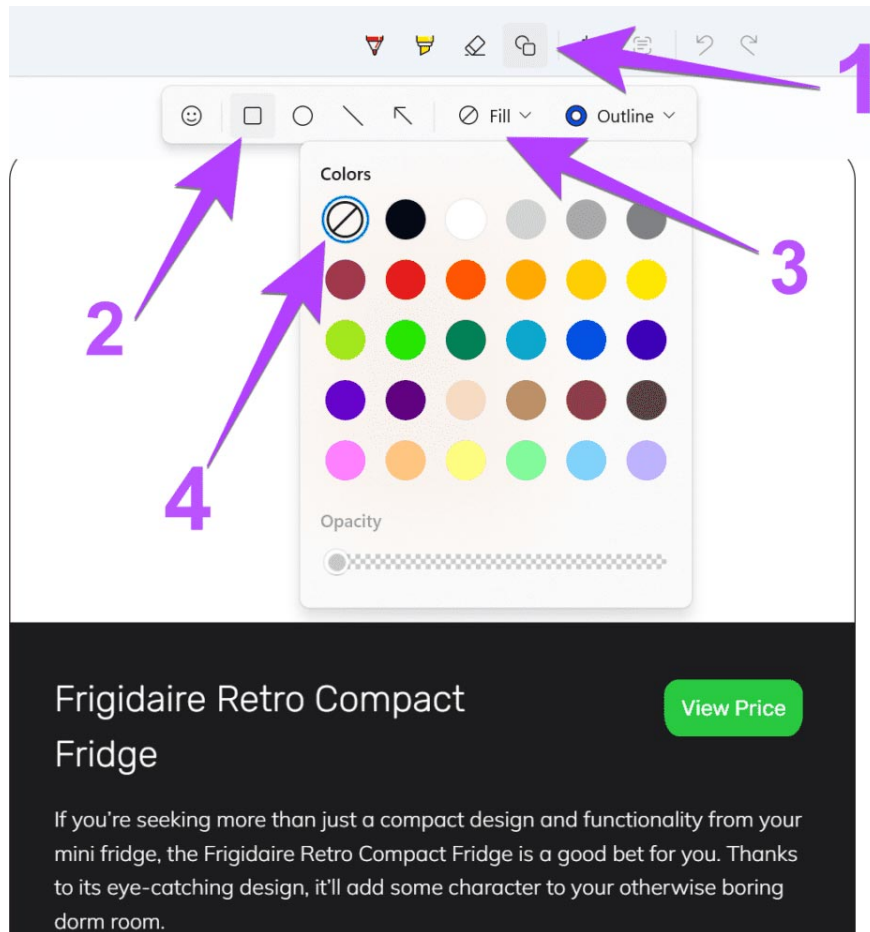 1
Fill
Outline
2
3
Colors
4
Opacity
Frigidaire Retro Compact
Fridge
View Price
If you're seeking more than just a compact design and functionality from your
mini fridge, the Frigidaire Retro Compact Fridge is a good bet for you. Thanks
to its eye-catching design, it'll add some character to your otherwise boring
dorm room.